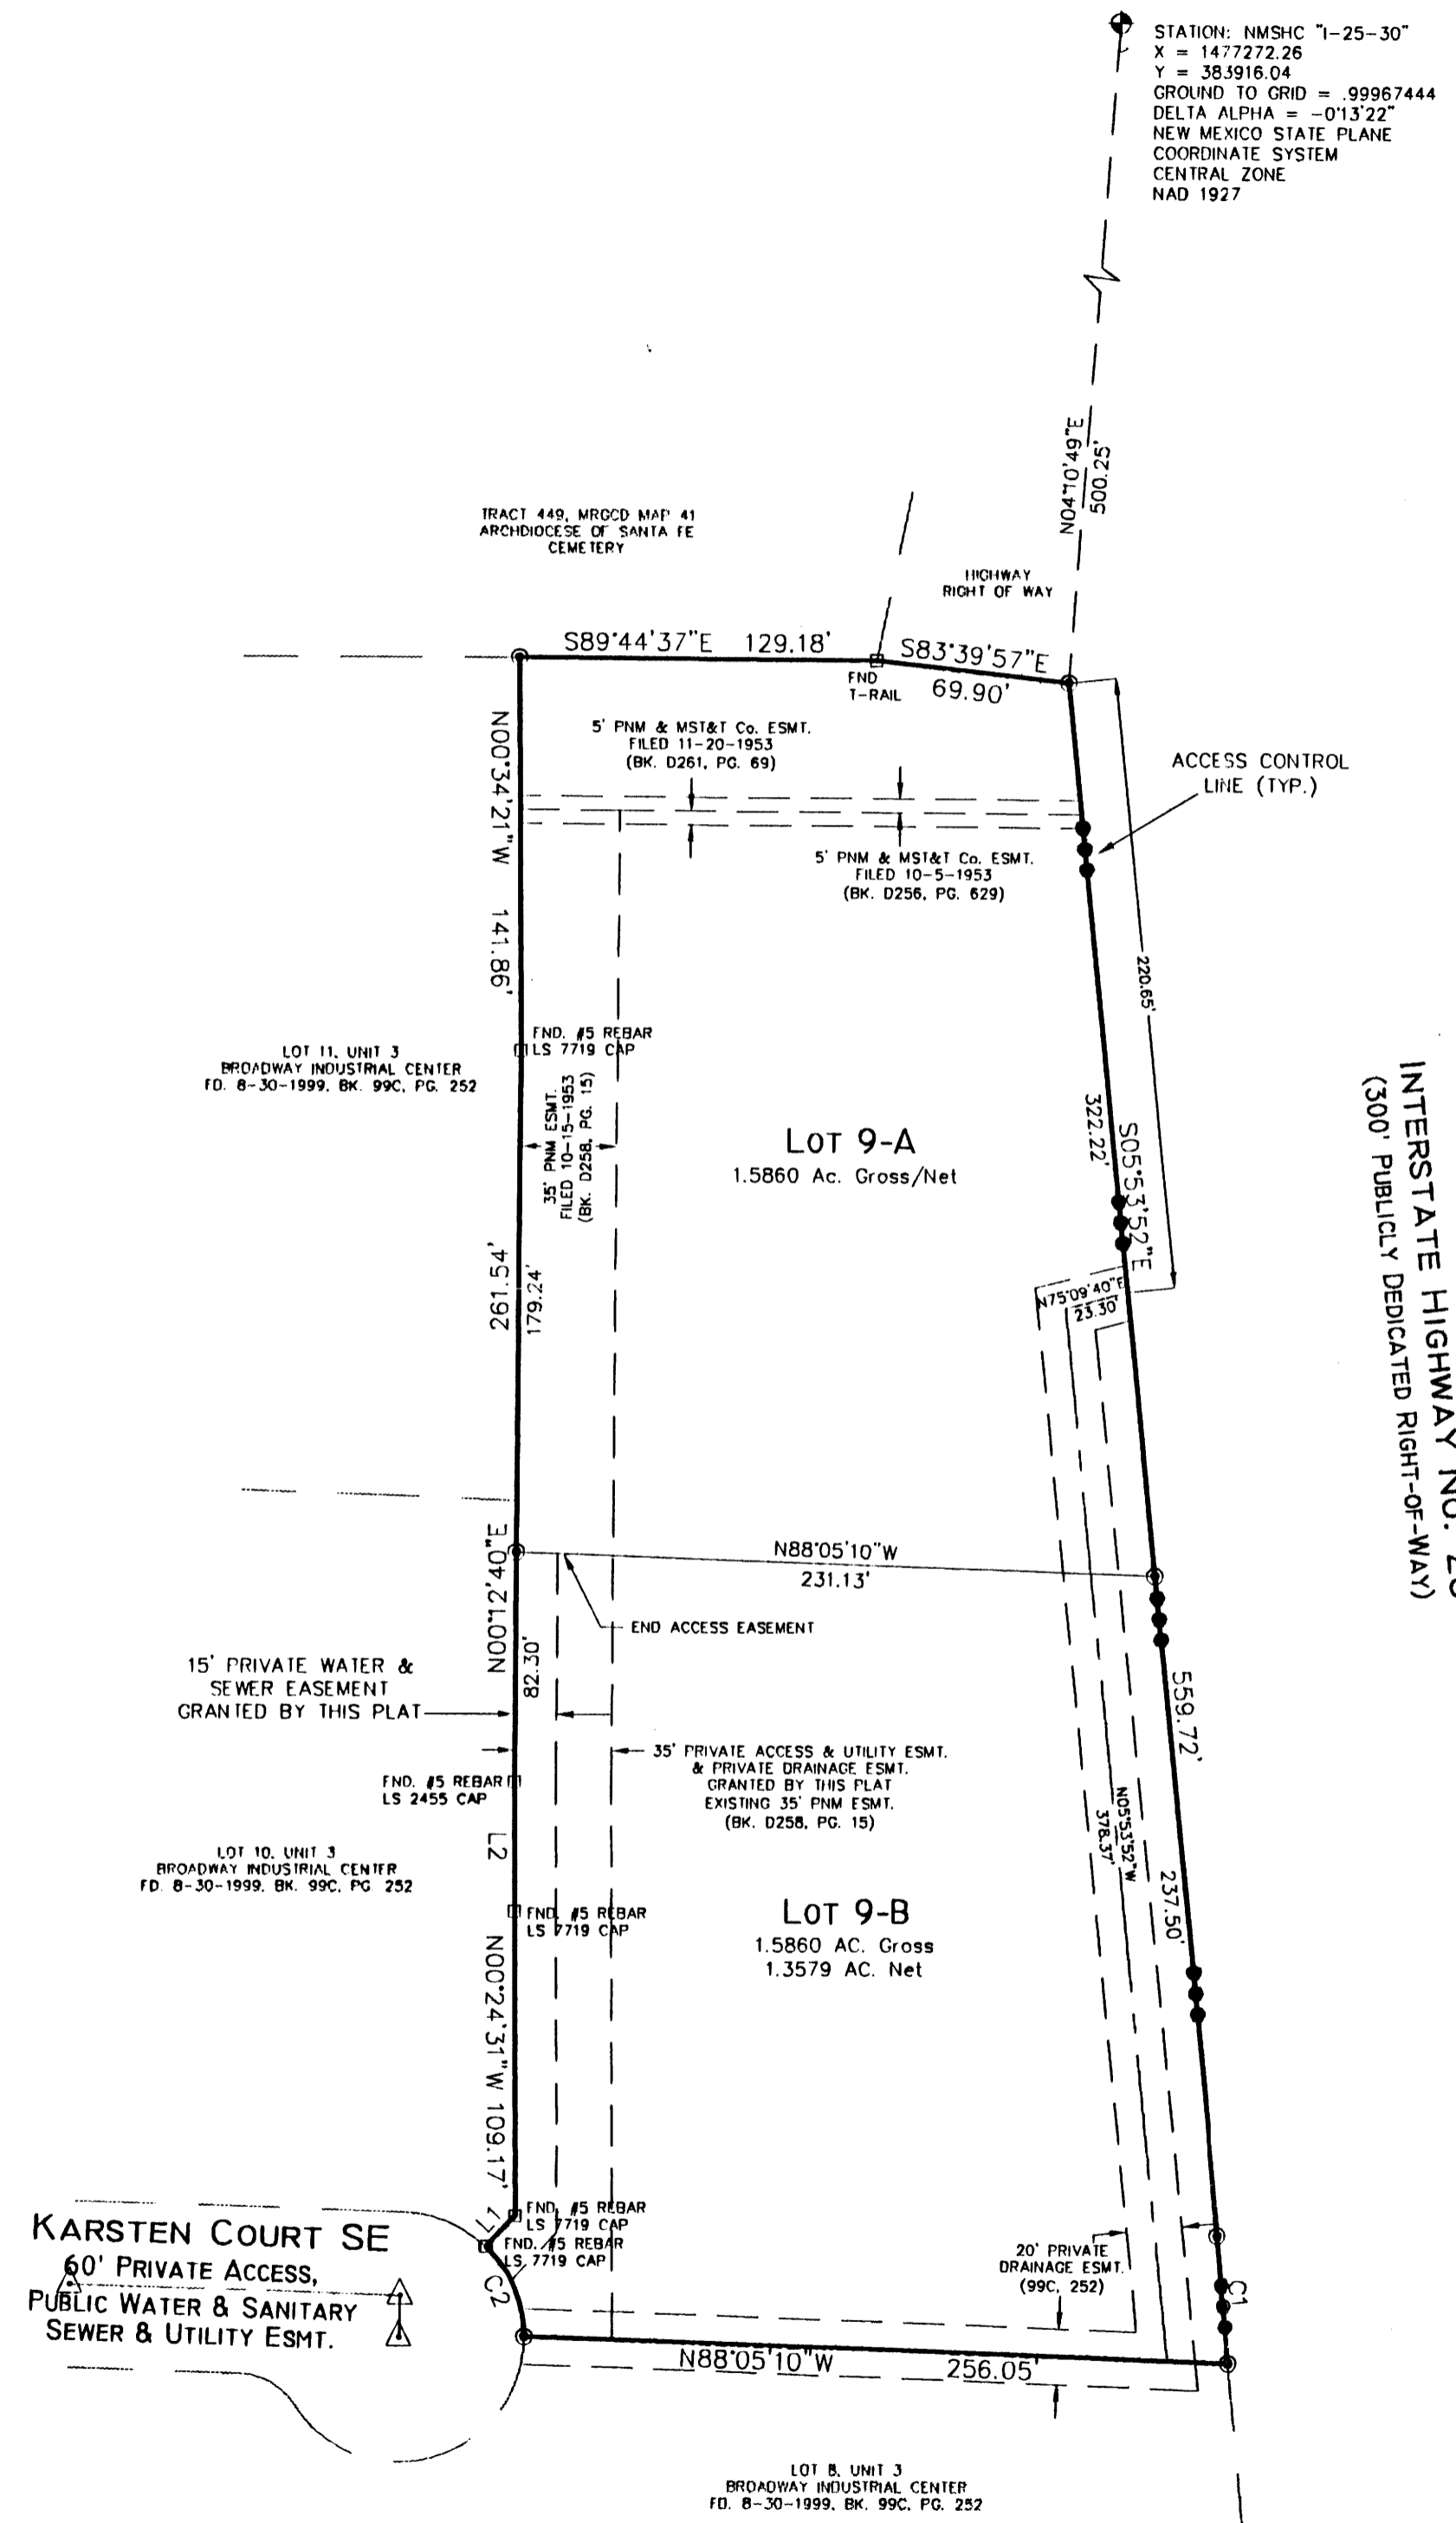 STATION: NMSHC "I-25-30"
X = 1477272.26
Y = 383916.04
GROUND TO GRID = .99967444
DELTA ALPHA = -0°13'22"
NEW MEXICO STATE PLANE
COORDINATE SYSTEM
CENTRAL ZONE
NAD 1927
N04°10'49"E
500.25'
TRACT 449, MRGCD MAP 41
ARCHDIOCESE OF SANTA FE
CEMETERY
HIGHWAY
RIGHT OF WAY
S89°44'37"E 129.18'
S83°39'57"E
69.90'
FND
T-RAIL
N00°34'21"W 141.86'
5' PNM & MST&T Co. ESMT.
FILED 11-20-1953
(BK. D261, PG. 69)
ACCESS CONTROL
LINE (TYP.)
5' PNM & MST&T Co. ESMT.
FILED 10-5-1953
(BK. D256, PG. 629)
220.65'
FND. #5 REBAR
LS 7719 CAP
LOT 11, UNIT 3
BROADWAY INDUSTRIAL CENTER
FD. 8-30-1999, BK. 99C, PG. 252
35' PNM ESMT.
FILED 10-15-1953
(BK. D258, PG. 15)
LOT 9-A
1.5860 Ac. Gross/Net
322.22'
S05°53'52"E
INTERSTATE HIGHWAY NO.
(300' PUBLICLY DEDICATED RIGHT-OF-WAY)
261.54'
179.24'
N75°09'40"E
23.30'
N00°12'40"E
82.30'
N88°05'10"W
231.13'
END ACCESS EASEMENT
15' PRIVATE WATER &
SEWER EASEMENT
GRANTED BY THIS PLAT
559.72'
35' PRIVATE ACCESS & UTILITY ESMT.
& PRIVATE DRAINAGE ESMT.
GRANTED BY THIS PLAT
EXISTING 35' PNM ESMT.
(BK. D258, PG. 15)
FND. #5 REBAR
LS 2455 CAP
N05°53'52"W
378.37'
L2
LOT 10, UNIT 3
BROADWAY INDUSTRIAL CENTER
FD. 8-30-1999, BK. 99C, PG 252
FND. #5 REBAR
LS 7719 CAP
LOT 9-B
1.5860 AC. Gross
1.3579 AC. Net
237.50'
N00°24'31"W 109.17'
L1
FND. #5 REBAR
LS 7719 CAP
FND. #5 REBAR
LS 7719 CAP
C2
KARSTEN COURT SE
60' PRIVATE ACCESS,
PUBLIC WATER & SANITARY
SEWER & UTILITY ESMT.
20' PRIVATE
DRAINAGE ESMT.
(99C, 252)
C1
N88°05'10"W 256.05'
LOT 8, UNIT 3
BROADWAY INDUSTRIAL CENTER
FD. 8-30-1999, BK. 99C, PG. 252